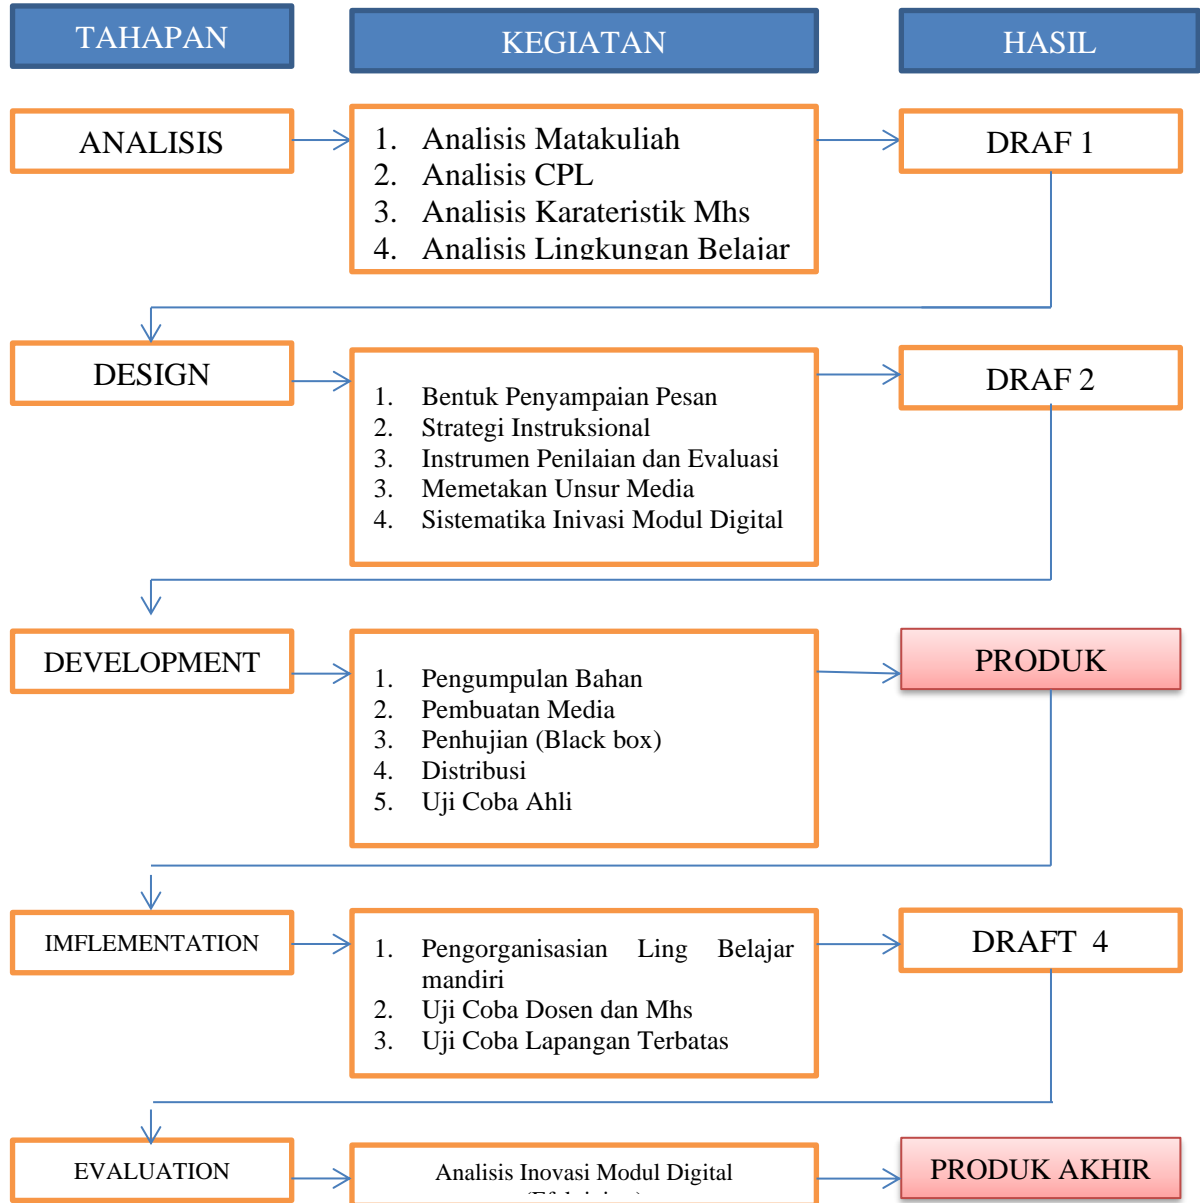 TAHAPAN
KEGIATAN
HASIL
ANALISIS
1. Analisis Matakuliah
2. Analisis CPL
3. Analisis Karateristik Mhs
4. Analisis Lingkungan Belajar
DRAF 1
DESIGN
1. Bentuk Penyampaian Pesan
2. Strategi Instruksional
3. Instrumen Penilaian dan Evaluasi
3. Memetakan Unsur Media
4. Sistematika Inivasi Modul Digital
DRAF 2
DEVELOPMENT
1. Pengumpulan Bahan
2. Pembuatan Media
3. Penhujian (Black box)
4. Distribusi
5. Uji Coba Ahli
PRODUK
IMFLEMENTATION
1. Pengorganisasian Ling Belajar
mandiri
2. Uji Coba Dosen dan Mhs
3. Uji Coba Lapangan Terbatas
DRAFT 4
EVALUATION
Analisis Inovasi Modul Digital
PRODUK AKHIR